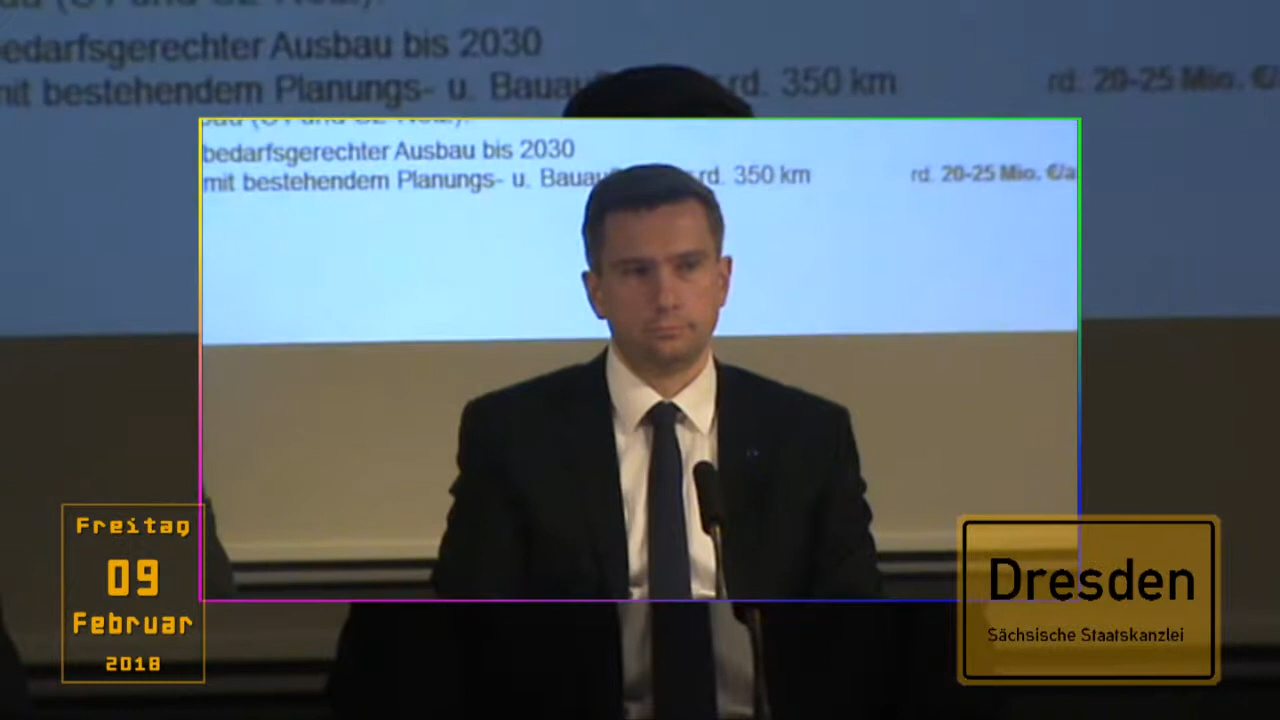 bedarfsgerechter Ausbau bis 2030
mit bestehendem Planungs- u. Bauau rd. 350 km rd. 20-25 Mio. €/a
bedarfsgerechter Ausbau bis 2030
mit bestehendem Planungs- u. Bauau rd. 350 km rd. 20-25 Mio. €/a
Freitag
09
Februar
2018
Dresden
Sächsische Staatskanzlei